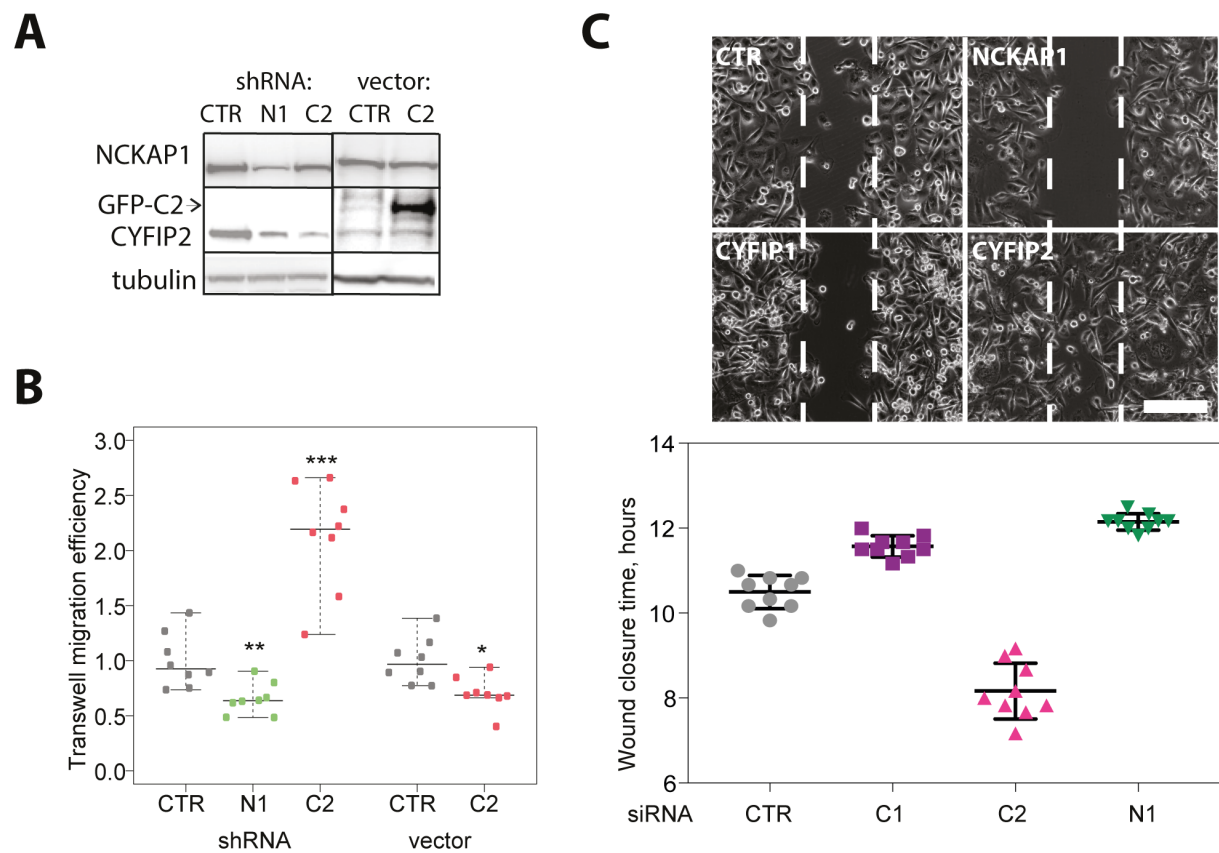 A
shRNA: vector:
CTR N1 C2 CTR C2
NCKAP1
GFP-C2
CYFIP2
tubulin
B
Transwell migration efficiency
3.0
2.5
2.0
1.5
1.0
0.5
0.0
***
**
*
CTR N1 C2 CTR C2
shRNA vector
C
CTR NCKAP1
CYFIP1 CYFIP2
Wound closure time, hours
14
12
10
8
6
siRNA CTR C1 C2 N1